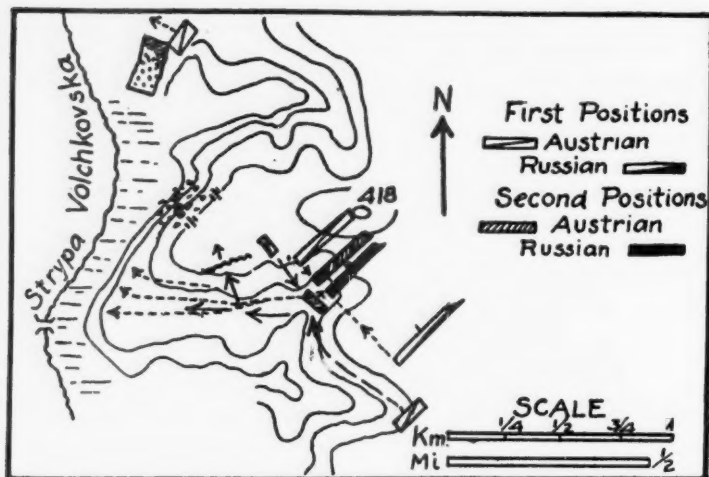 Strypa Volchkovska
418
N
First Positions
Austrian
Russian
Second Positions
Austrian
Russian
SCALE
1/4 1/2 3/4 1
Km.
Mi 1/2